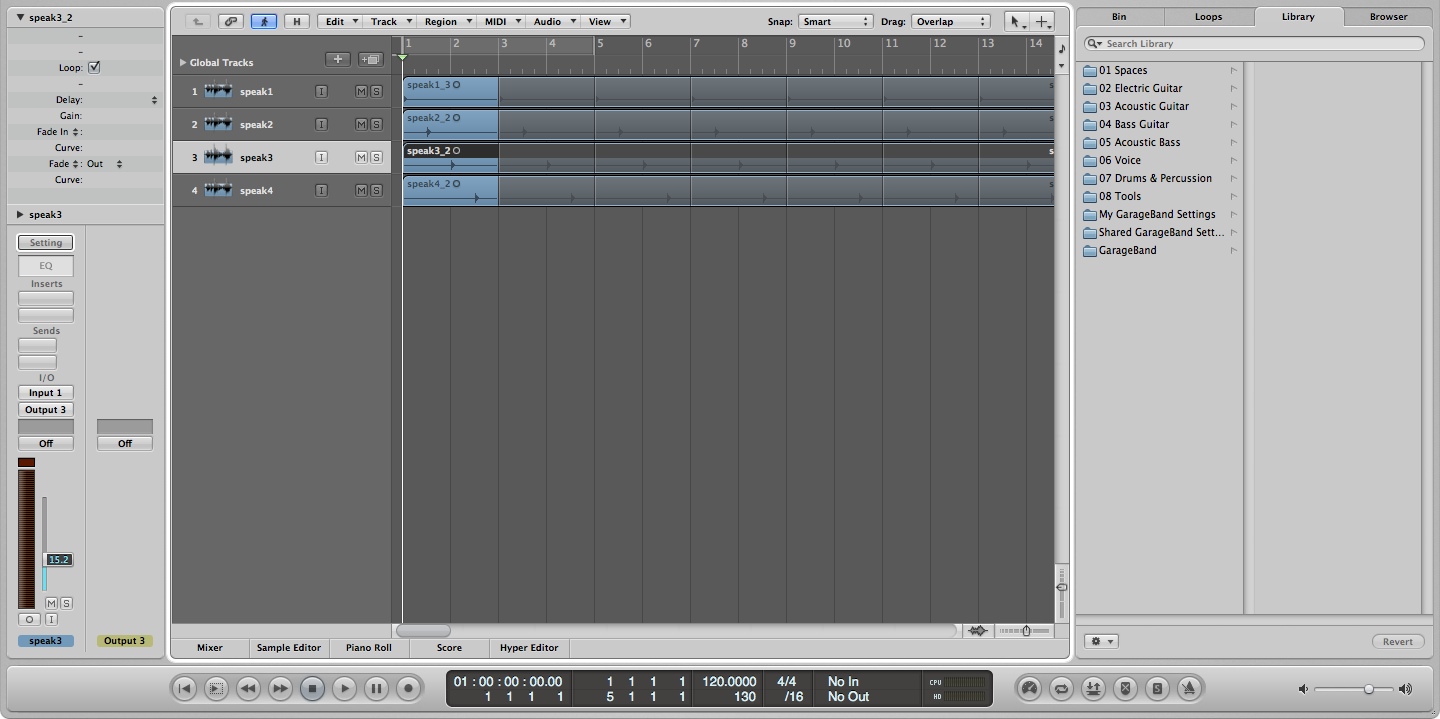 speak3_2
Loop:
Delay:
Gain:
Fade In :
Curve:
Fade : Out
Curve:
speak3
Setting
EQ
Inserts
Sends
I/O
Input 1
Output 3
Off
Off
15.2
M S
O I
speak3
Output 3
H Edit Track Region MIDI Audio View Snap: Smart Drag: Overlap
Global Tracks
1 2 3 4 5 6 7 8 9 10 11 12 13 14
1 speak1 I M S
speak1_3 s
2 speak2 I M S
speak2_2 s
3 speak3 I M S
speak3_2 s
4 speak4 I M S
speak4_2 s
Mixer Sample Editor Piano Roll Score Hyper Editor
Bin Loops Library Browser
Search Library
01 Spaces
02 Electric Guitar
03 Acoustic Guitar
04 Bass Guitar
05 Acoustic Bass
06 Voice
07 Drums & Percussion
08 Tools
My GarageBand Settings
Shared GarageBand Sett...
GarageBand
Revert
01 : 00 : 00 : 00.00 1 1 1 1 120.0000 4/4 No In CPU
1 1 1 1 5 1 1 1 130 /16 No Out HD
S